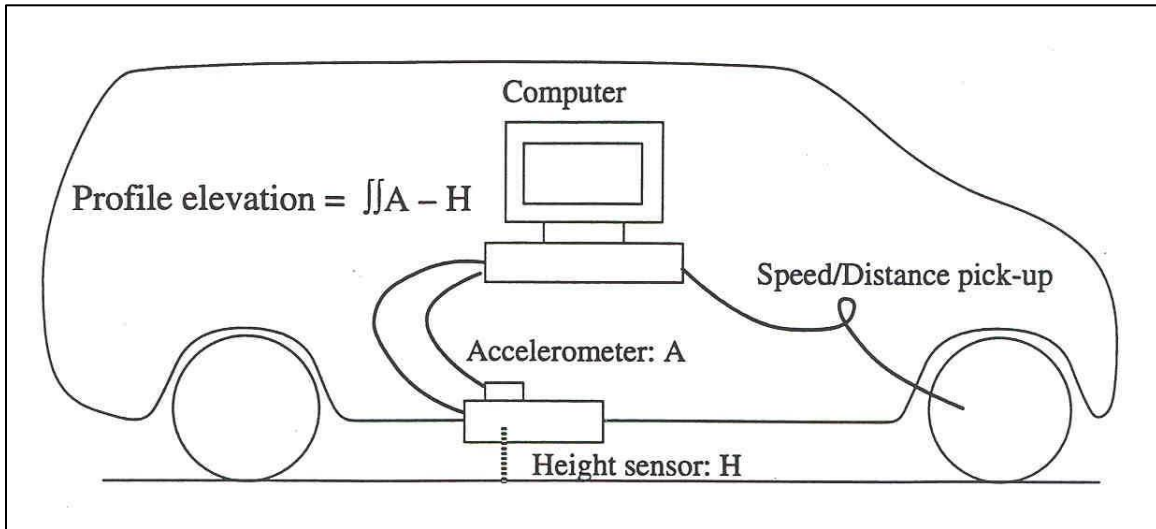 Computer
Profile elevation = ∬A – H
Speed/Distance pick-up
Accelerometer: A
Height sensor: H